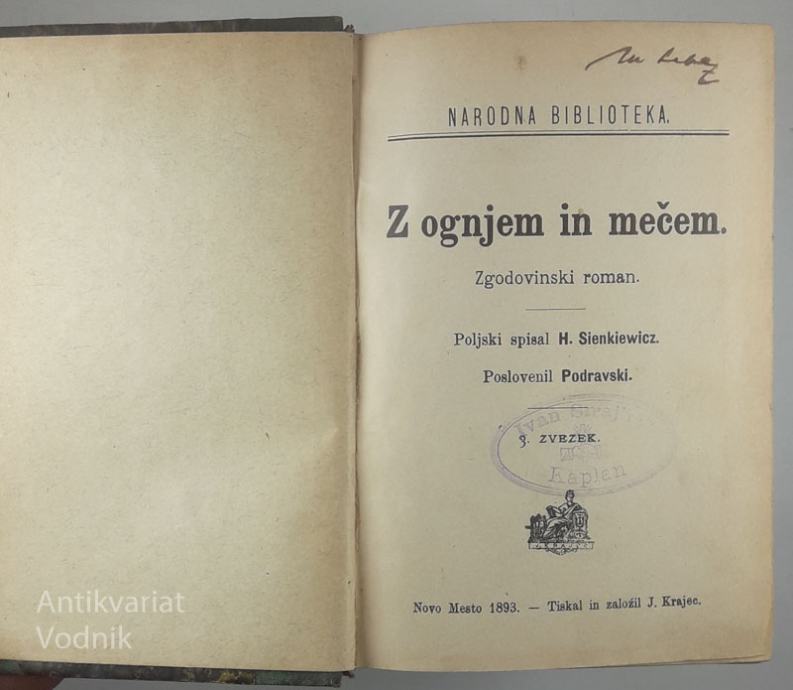 NARODNA BIBLIOTEKA.
Z ognjem in mečem.
Zgodovinski roman.
Poljski spisal H. Sienkiewicz.
Poslovenil Podravski.
Ivan
ZVEZEK.
Kaplan
Novo Mesto 1893. — Tiskal in založil J. Krajec.
Antikvariat
Vodnik